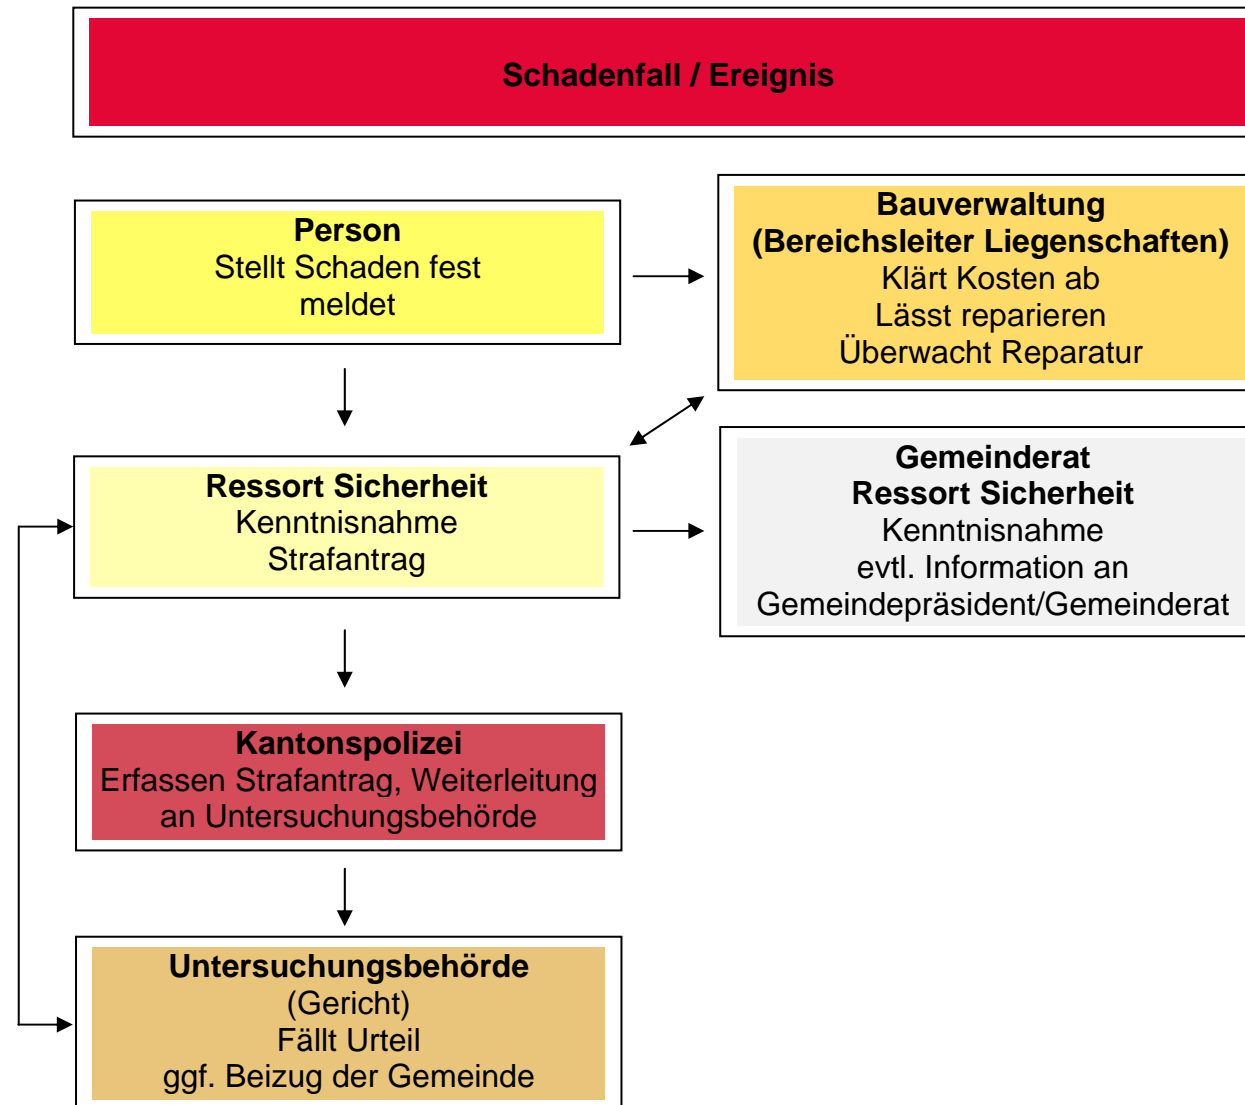 Schadenfall / Ereignis
Person
Stellt Schaden fest
meldet
Bauverwaltung
(Bereichsleiter Liegenschaften)
Klärt Kosten ab
Lässt reparieren
Überwacht Reparatur
Ressort Sicherheit
Kenntnisnahme
Strafantrag
Gemeinderat
Ressort Sicherheit
Kenntnisnahme
evtl. Information an
Gemeindepräsident/Gemeinderat
Kantonspolizei
Erfassen Strafantrag, Weiterleitung
an Untersuchungsbehörde
Untersuchungsbehörde
(Gericht)
Fällt Urteil
ggf. Beizug der Gemeinde